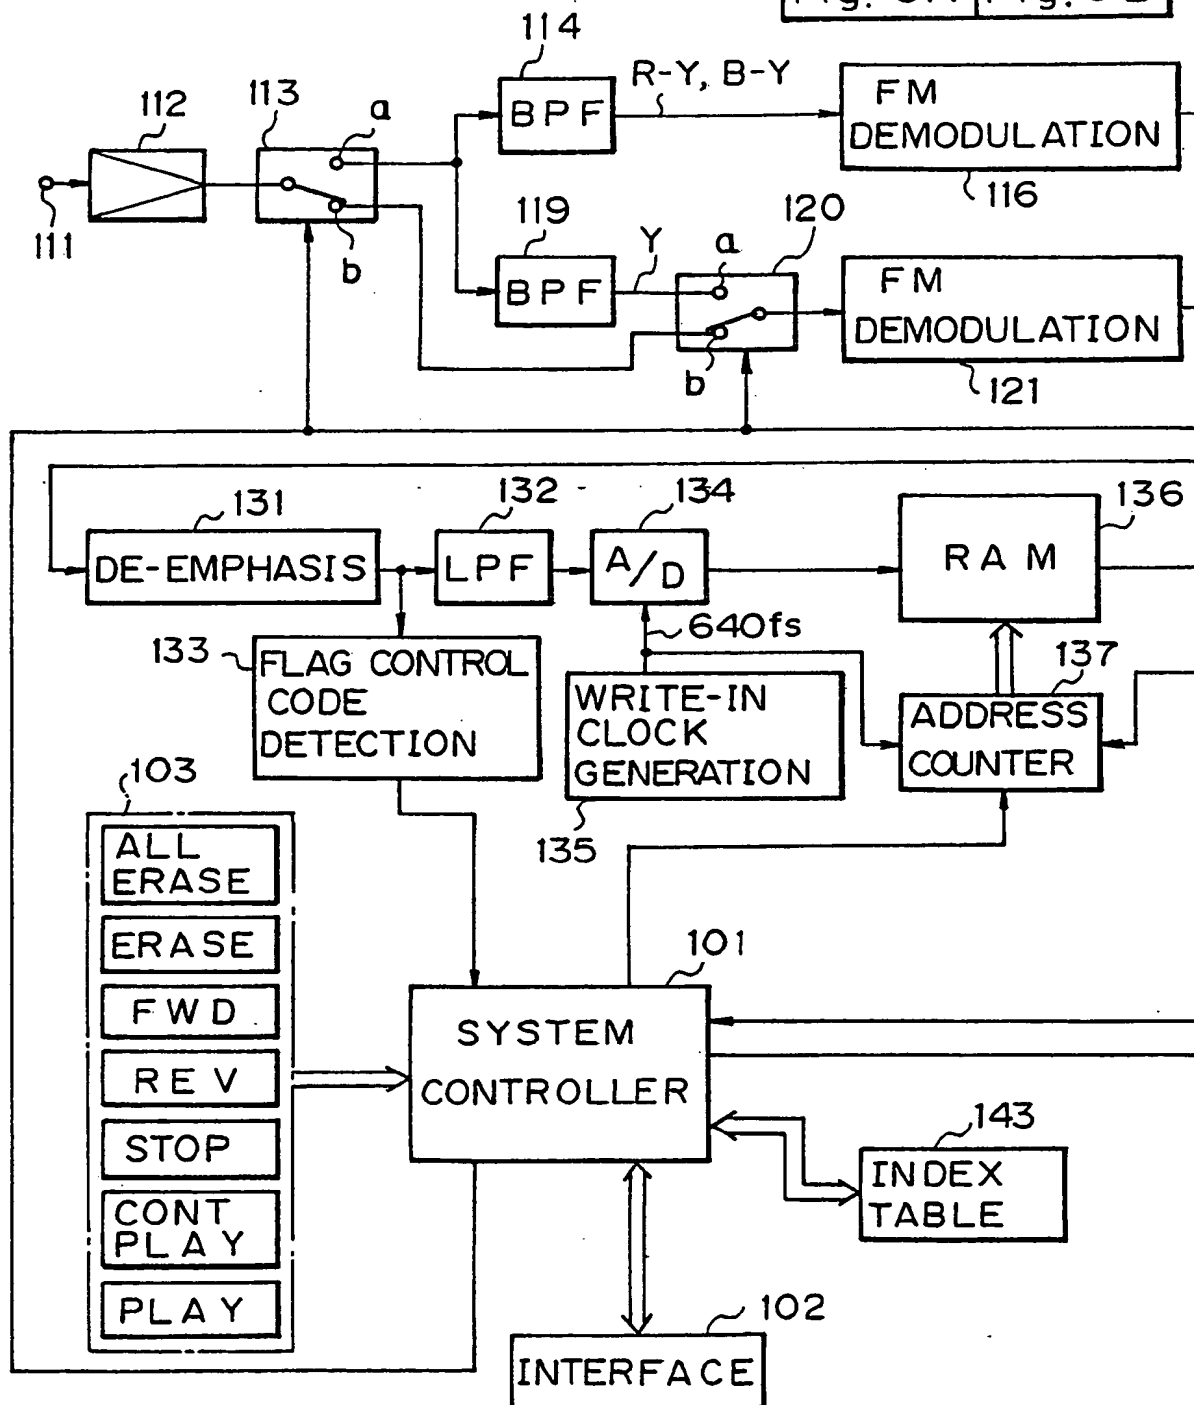 114
R-Y, B-Y
FM
DEMODULATION
116
112
113
a
BPF
111
b
119
BPF
Y
a
120
b
FM
DEMODULATION
121
131
DE-EMPHASIS
132
LPF
134
A/D
136
RAM
640fs
133
FLAG CONTROL
CODE
DETECTION
WRITE-IN
CLOCK
GENERATION
135
137
ADDRESS
COUNTER
103
ALL
ERASE
ERASE
FWD
REV
STOP
CONT
PLAY
PLAY
101
SYSTEM
CONTROLLER
143
INDEX
TABLE
102
INTERFACE